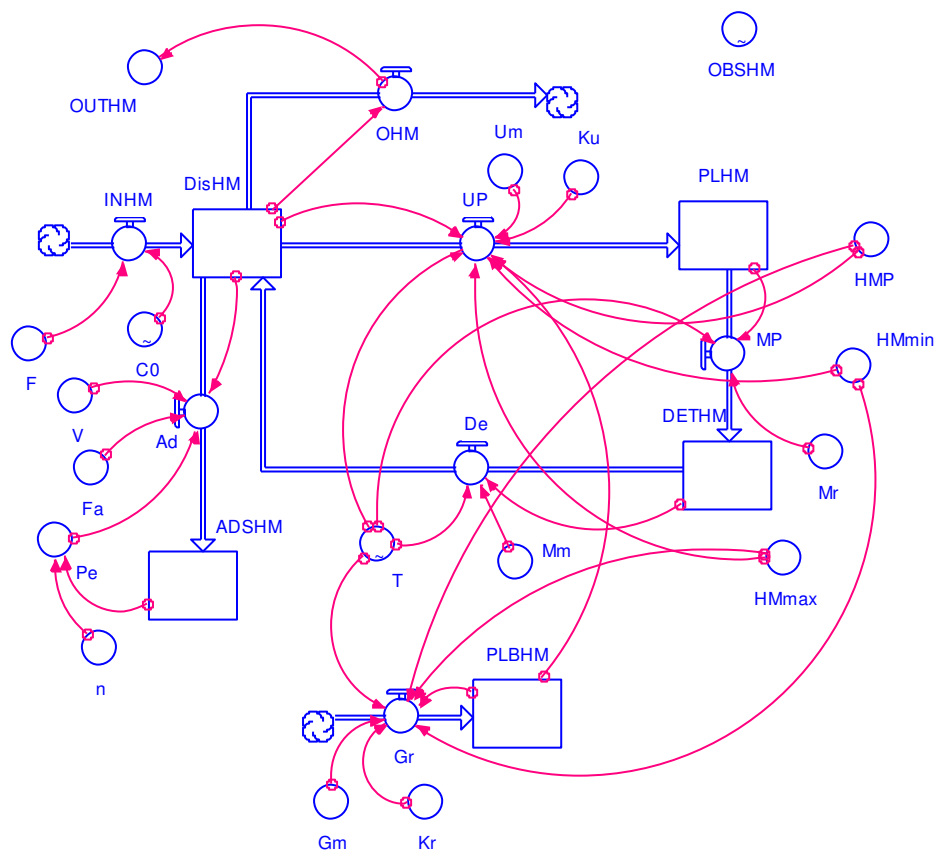 OBSHM
OUTHM
OHM
Um
Ku
DisHM
PLHM
INHM
UP
HMP
F
C0
MP
HMmin
V
Ad
De
DETHM
Fa
Mr
ADSHM
Pe
T
Mm
HMmax
n
PLBHM
Gr
Gm
Kr
~
~
~